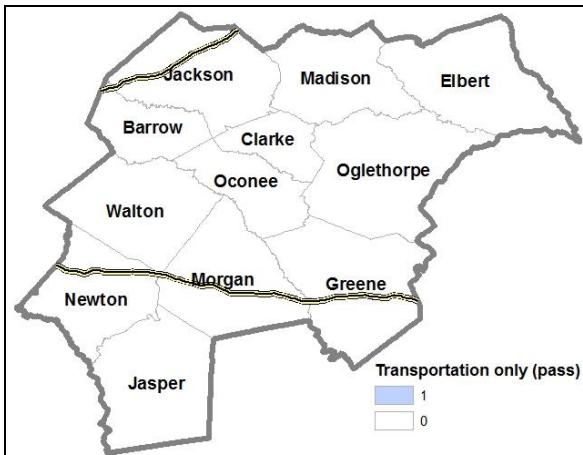 Jackson
Madison
Elbert
Barrow
Clarke
Oglethorpe
Oconee
Walton
Morgan
Greene
Newton
Jasper
Transportation only (pass)
1
0